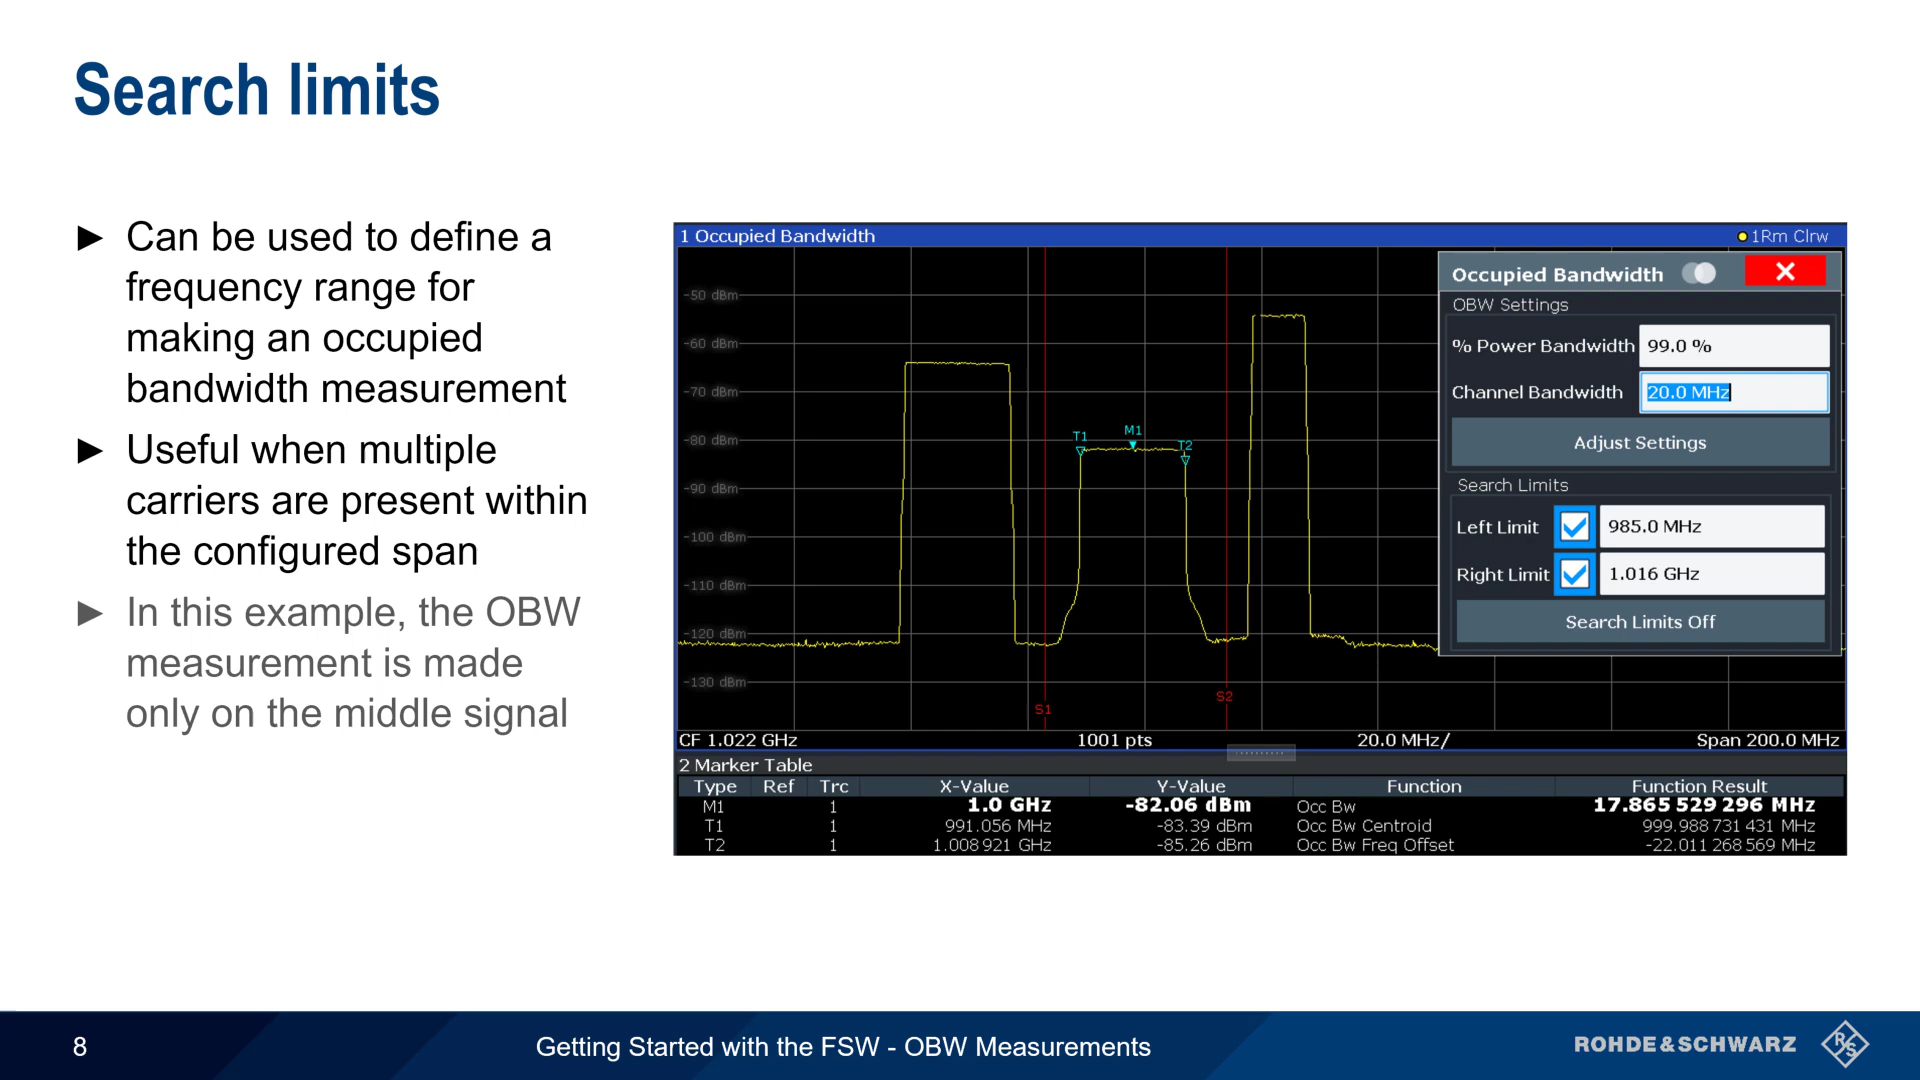 Search limits
► Can be used to define a
frequency range for
making an occupied
bandwidth measurement
► Useful when multiple
carriers are present within
the configured span
► In this example, the OBW
measurement is made
only on the middle signal
1 Occupied Bandwidth
1Rm Clrw
-50 dBm
-60 dBm
-70 dBm
-80 dBm
-90 dBm
-100 dBm
-110 dBm
-120 dBm
-130 dBm
T1
M1
T2
S1
S2
Occupied Bandwidth
OBW Settings
% Power Bandwidth 99.0 %
Channel Bandwidth 20.0 MHz
Adjust Settings
Search Limits
Left Limit 985.0 MHz
Right Limit 1.016 GHz
Search Limits Off
CF 1.022 GHz 1001 pts 20.0 MHz/ Span 200.0 MHz
2 Marker Table
Type Ref Trc X-Value Y-Value Function Function Result
M1 1 1.0 GHz -82.06 dBm Occ Bw 17.865 529 296 MHz
T1 1 991.056 MHz -83.39 dBm Occ Bw Centroid 999.988 731 431 MHz
T2 1 1.008 921 GHz -85.26 dBm Occ Bw Freq Offset -22.011 268 569 MHz
8 Getting Started with the FSW - OBW Measurements ROHDE&SCHWARZ
R&S